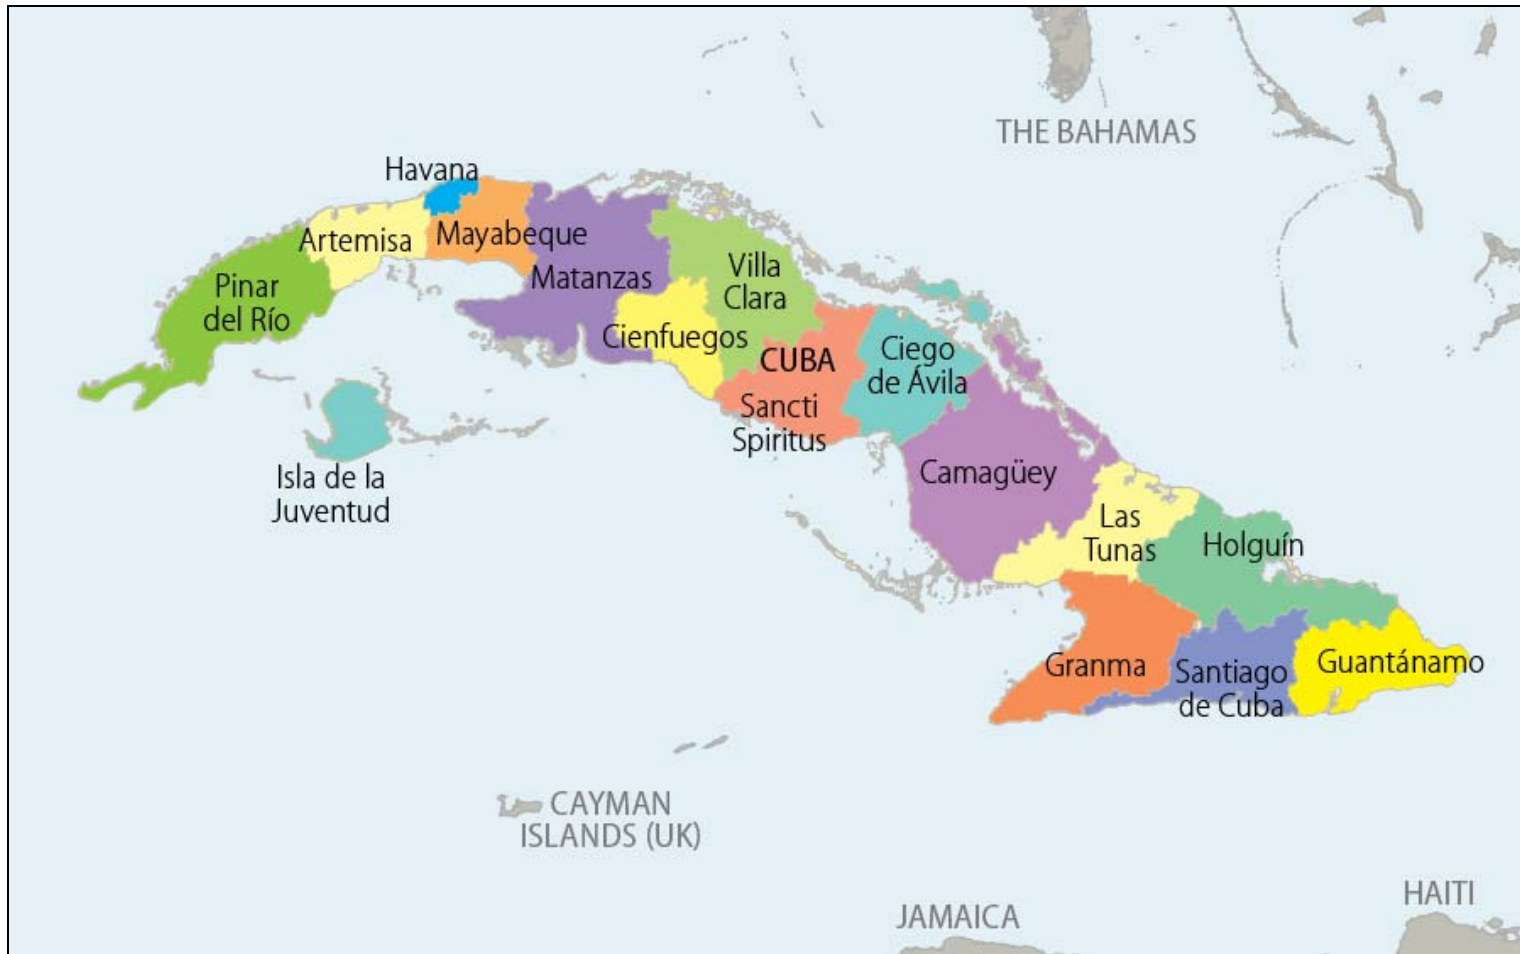 THE BAHAMAS
Havana
Artemisa
Mayabeque
Pinar
del Río
Matanzas
Villa
Clara
Cienfuegos
CUBA
Ciego
de Ávila
Sancti
Spiritus
Isla de la
Juventud
Camagüey
Las
Tunas
Holguín
Granma
Santiago
de Cuba
Guantánamo
CAYMAN
ISLANDS (UK)
JAMAICA
HAITI